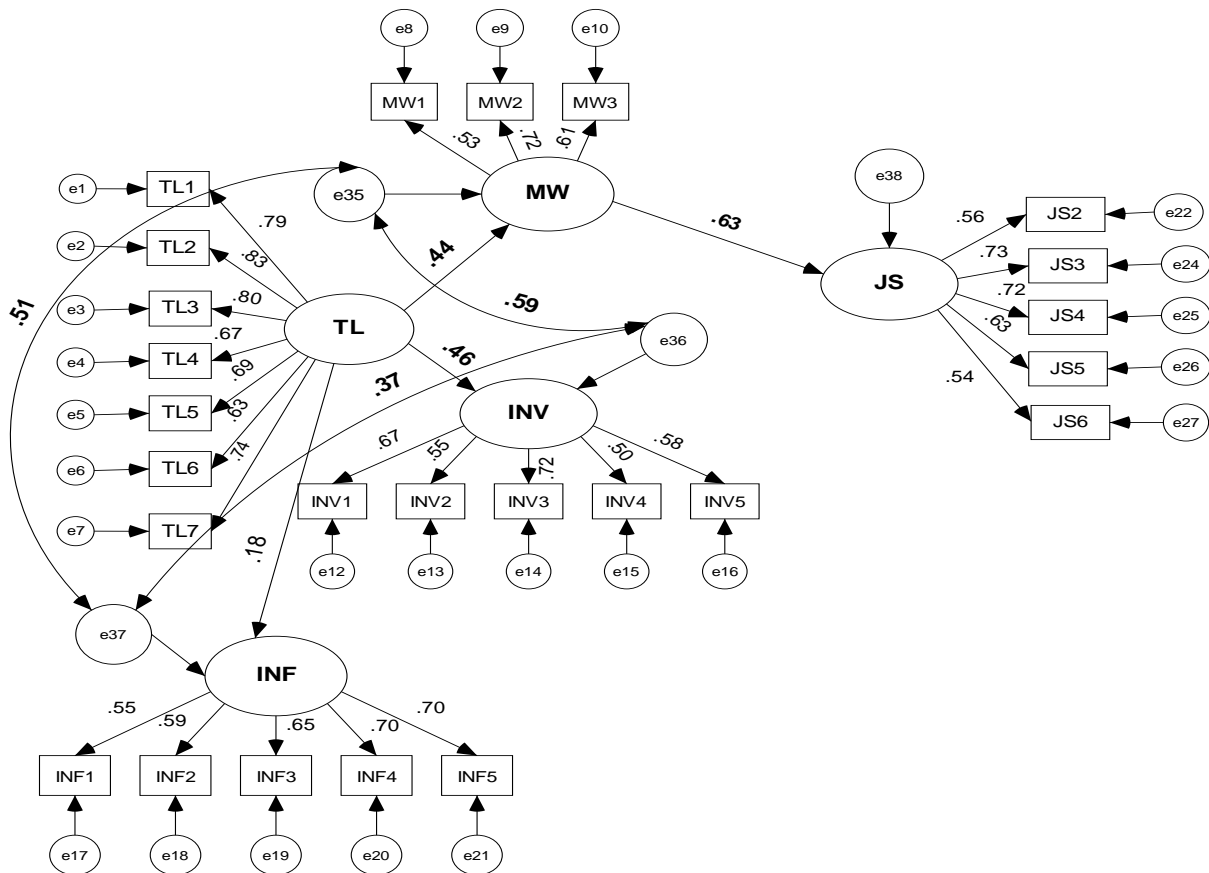 e8
e9
e10
MW1
MW2
MW3
.53
.72
.61
MW
e35
e1
TL1
.79
e2
TL2
.83
e3
TL3
.80
e4
TL4
.67
e5
TL5
.69
e6
TL6
.63
e7
TL7
.74
TL
.44
.46
.18
.51
.59
.37
e36
.63
e38
JS
.56
JS2
e22
.73
JS3
e24
.72
JS4
e25
.63
JS5
e26
.54
JS6
e27
INV
.67
.55
.72
.50
.58
INV1
INV2
INV3
INV4
INV5
e12
e13
e14
e15
e16
e37
INF
.55
.59
.65
.70
.70
INF1
INF2
INF3
INF4
INF5
e17
e18
e19
e20
e21